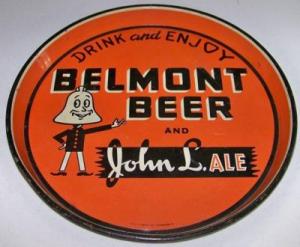 DRINK and ENJOY
BELMONT
BEER
AND
John L. ALE